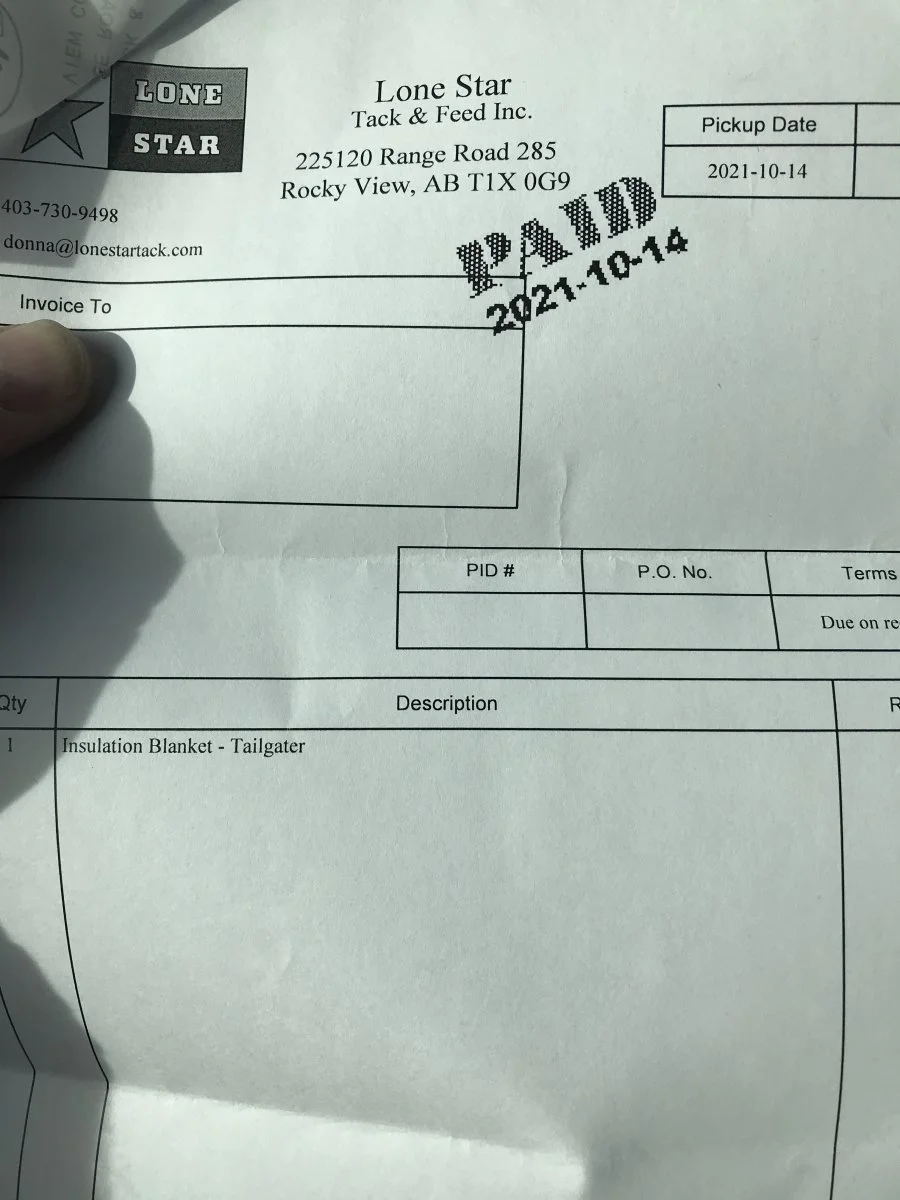 LONE
STAR
Lone Star
Tack & Feed Inc.
225120 Range Road 285
Rocky View, AB T1X 0G9
403-730-9498
donna@lonestartack.com
Pickup Date
2021-10-14
PAID
2021-10-14
Invoice To
PID #
P.O. No.
Terms
Due on re
Qty
Description
R
1
Insulation Blanket - Tailgater